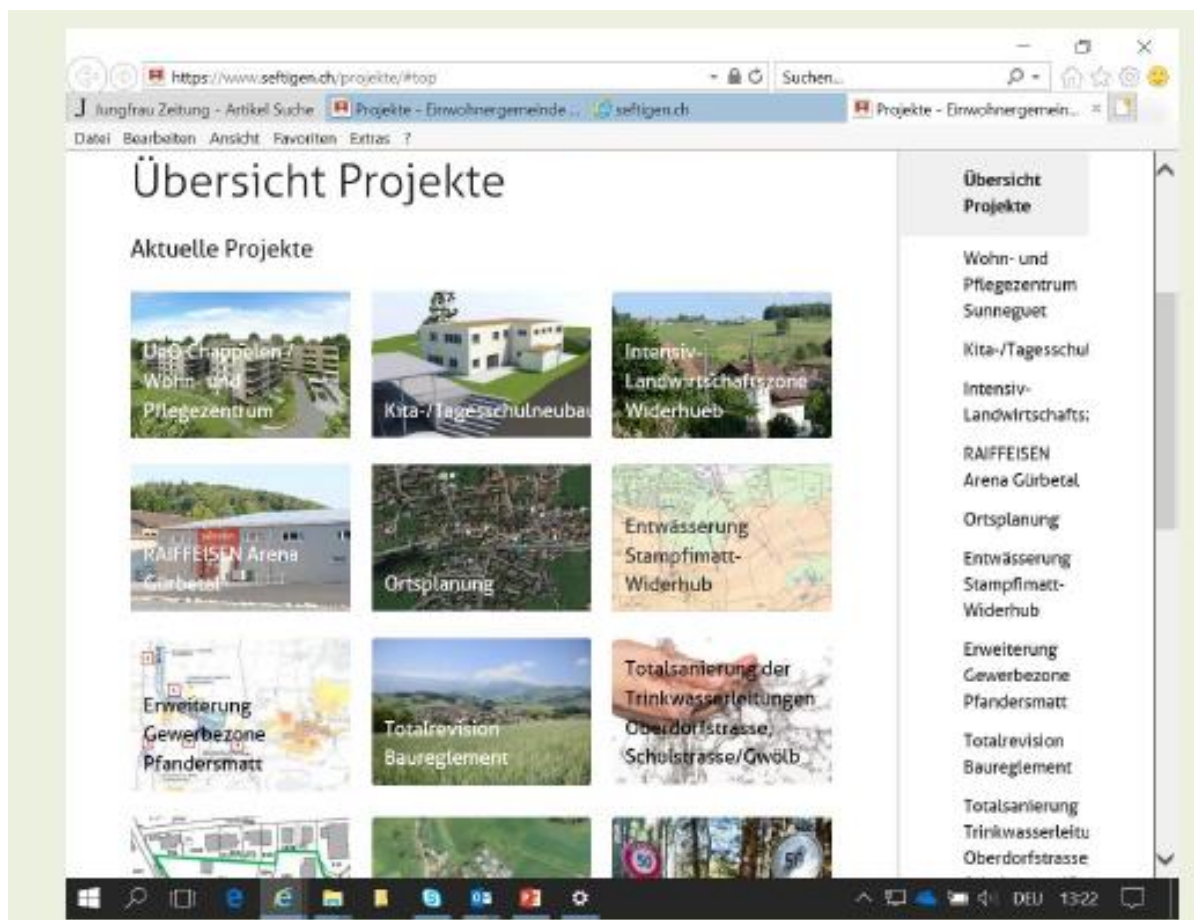 https://www.seftigen.ch/projekte/#top
Suchen...
Jungfrau Zeitung - Artikel Suche
Projekte - Einwohnergemeinde ...
seftigen.ch
Projekte - Einwohnergemein...
Datei Bearbeiten Ansicht Favoriten Extras ?
Übersicht Projekte
Aktuelle Projekte
UeO Chappelen /
Wohn- und
Pflegezentrum
Kita-/Tagesschulneubau
Intensiv-
Landwirtschaftszone
Widerhueb
RAIFFEISEN Arena
Gürbetal
Ortsplanung
Entwässerung
Stampfimatt-
Widerhub
Erweiterung
Gewerbezone
Pfandersmatt
Totalrevision
Baureglement
Totalsanierung der
Trinkwasserleitungen
Oberdorfstrasse,
Schulstrasse/Gwölb
50
50
Übersicht
Projekte
Wohn- und
Pflegezentrum
Sunneguet
Kita-/Tagesschul
Intensiv-
Landwirtschafts
RAIFFEISEN
Arena Gürbetal
Ortsplanung
Entwässerung
Stampfimatt-
Widerhub
Erweiterung
Gewerbezone
Pfandersmatt
Totalrevision
Baureglement
Totalsanierung
Trinkwasserleitu
Oberdorfstrasse
DEU 13:22